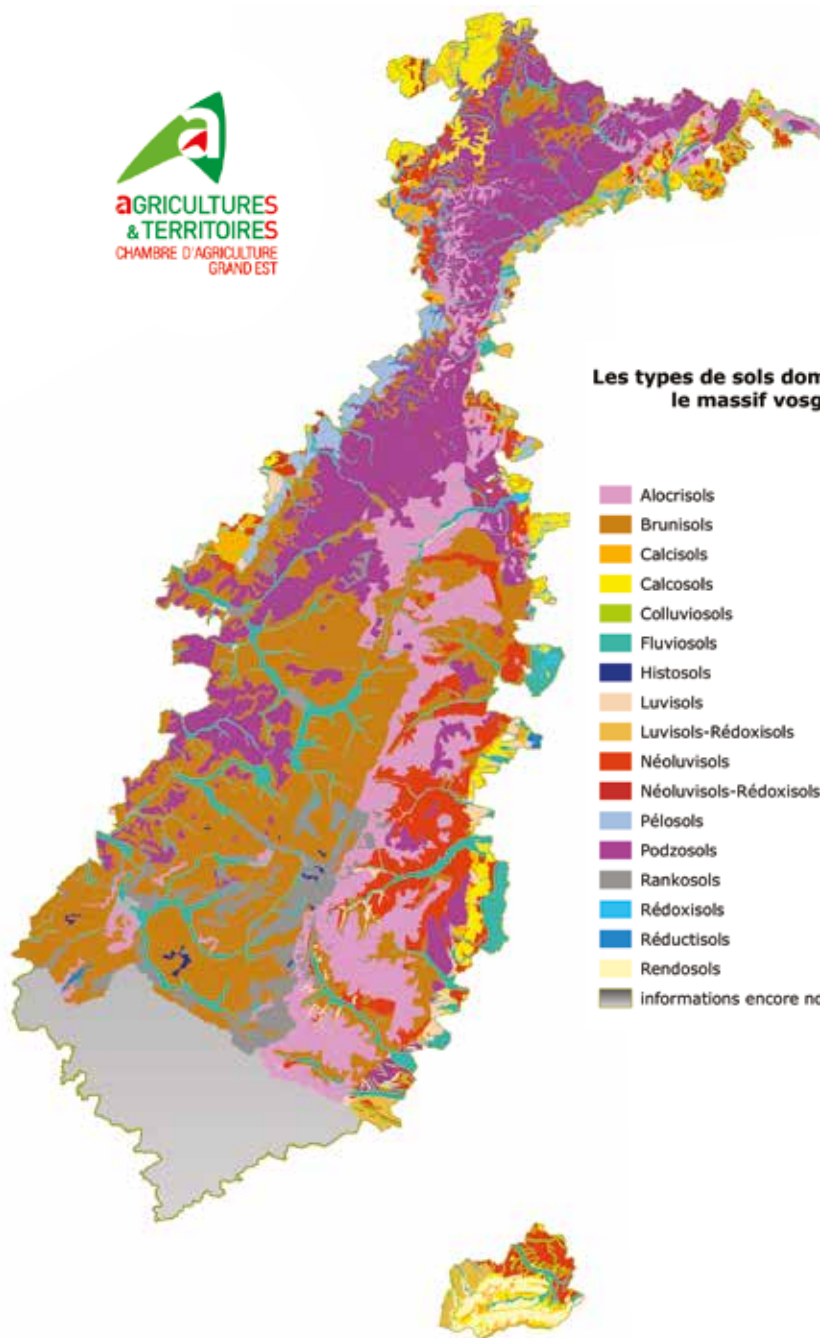 a
aGRICULTURES
& TERRITOIRES
CHAMBRE D'AGRICULTURE
GRAND EST
Les types de sols dom
le massif vosg
Alocrisols
Brunisols
Calcisols
Calcosols
Colluviosols
Fluviosols
Histosols
Luvisols
Luvisols-Rédoxisols
Néoluvisols
Néoluvisols-Rédoxisols
Pélosols
Podzosols
Rankosols
Rédoxisols
Réductisols
Rendosols
informations encore no